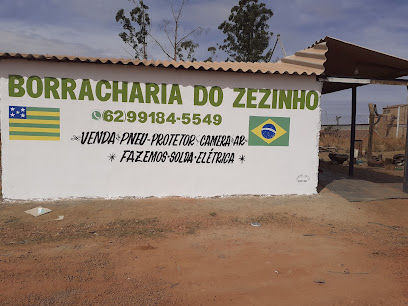 BORRACHARIA DO ZEZINHO
62 99184-5549
*VENDA-PNEU-PROTETOR CAMERA AR-
* FAZEMOS-SOLDA-ELÉTRICA *